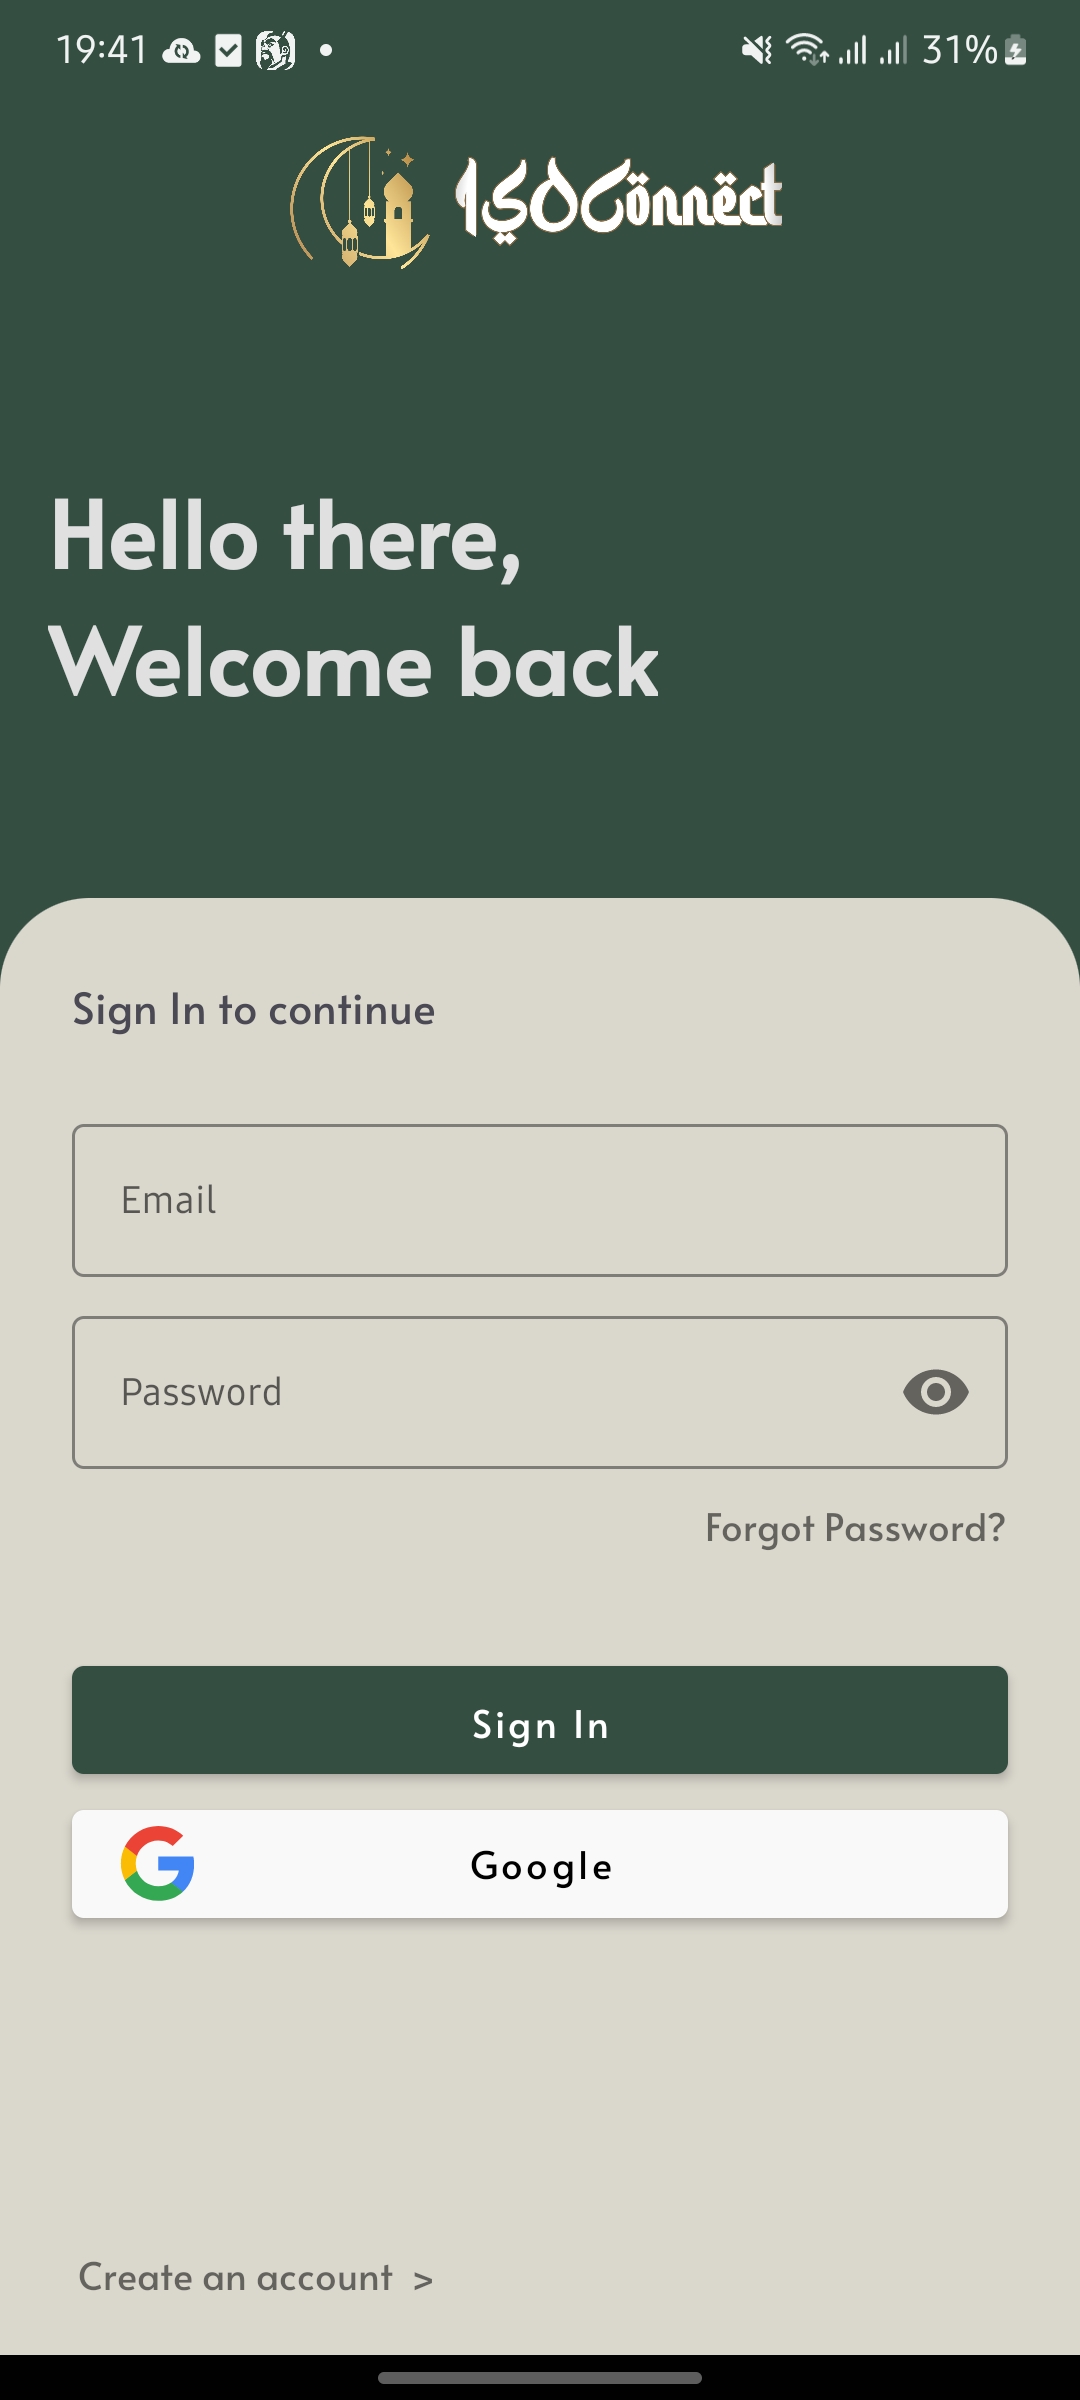 19:41
31%
ISOConnect
Hello there,
Welcome back
Sign In to continue
Email
Password
Forgot Password?
Sign In
Google
Create an account >